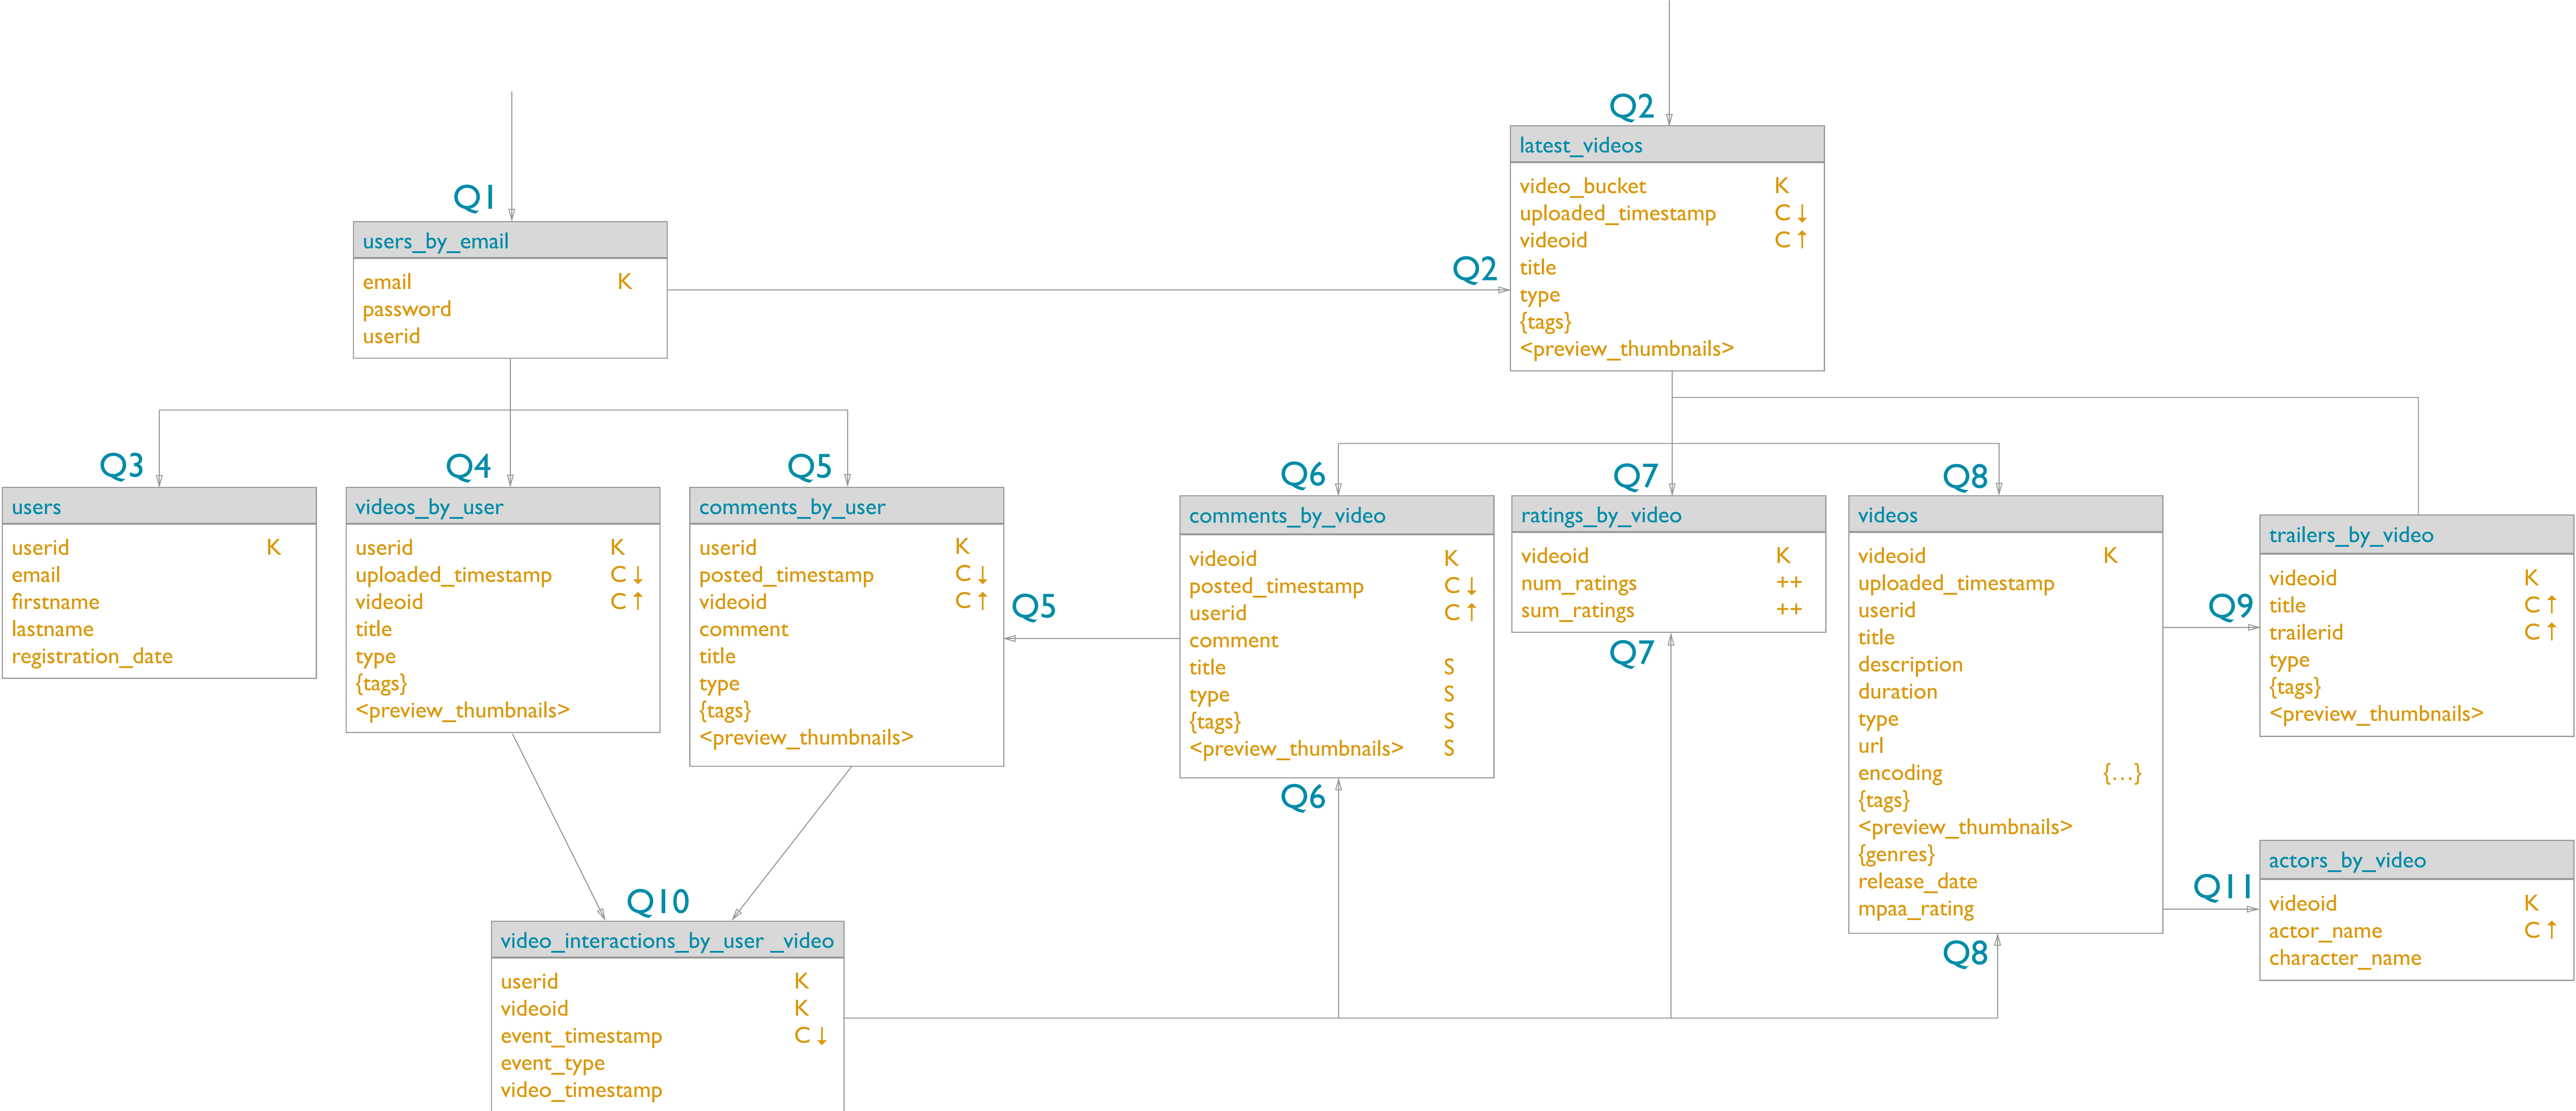 Q2
latest_videos
video_bucket K
uploaded_timestamp C↓
videoid C↑
title
type
{tags}
<preview_thumbnails>
Q1
users_by_email
email K
password
userid
Q2
Q3
users
userid K
email
firstname
lastname
registration_date
Q4
videos_by_user
userid K
uploaded_timestamp C↓
videoid C↑
title
type
{tags}
<preview_thumbnails>
Q5
comments_by_user
userid K
posted_timestamp C↓
videoid C↑
comment
title
type
{tags}
<preview_thumbnails>
Q5
Q6
comments_by_video
videoid K
posted_timestamp C↓
userid C↑
comment
title S
type S
{tags} S
<preview_thumbnails> S
Q6
Q7
ratings_by_video
videoid K
num_ratings ++
sum_ratings ++
Q7
Q8
videos
videoid K
uploaded_timestamp
userid
title
description
duration
type
url
encoding {...}
{tags}
<preview_thumbnails>
{genres}
release_date
mpaa_rating
Q8
Q9
trailers_by_video
videoid K
title C↑
trailerid C↑
type
{tags}
<preview_thumbnails>
Q11
actors_by_video
videoid K
actor_name C↑
character_name
Q10
video_interactions_by_user _video
userid K
videoid K
event_timestamp C↓
event_type
video_timestamp